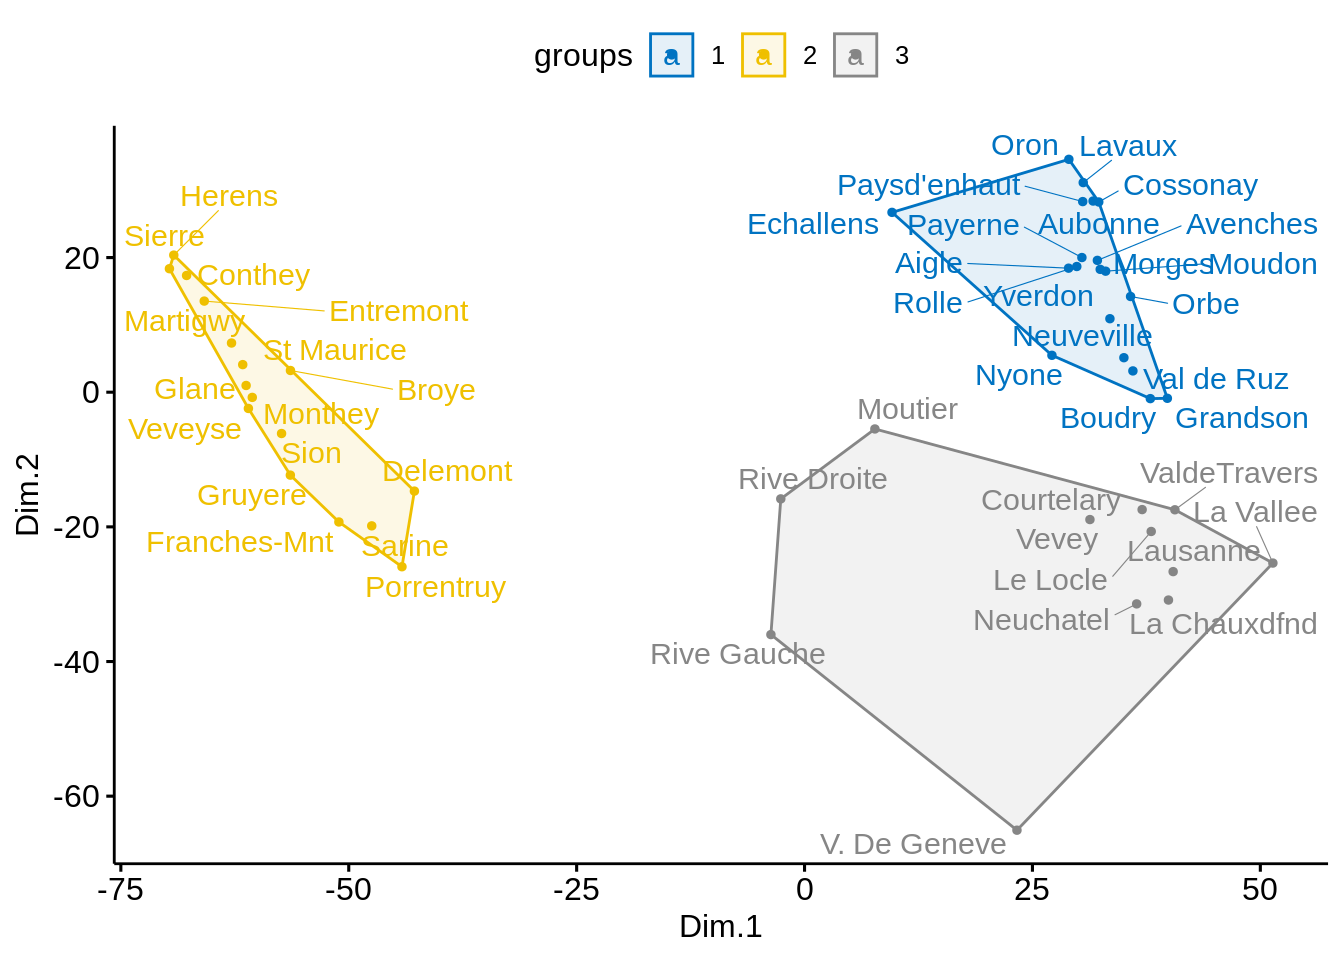 groups a 1 a 2 a 3
Oron Lavaux
Paysd'enhaut Cossonay
Herens
Echallens Payerne Aubonne Avenches
Sierre
20
Conthey Aigle Morges Moudon
Entremont Rolle Yverdon Orbe
Martigwy
St Maurice Neuveville
Nyone Val de Ruz
0
Glane Broye
Monthey Moutier Boudry Grandson
Veveyse
Sion
Delemont Rive Droite ValdeTravers
Gruyere Courtelary La Vallee
-20
Franches-Mnt Sarine Vevey Lausanne
Porrentruy Le Locle
Neuchatel La Chauxdfnd
Rive Gauche
-40
-60
V. De Geneve
-75 -50 -25 0 25 50
Dim.1
Dim.2